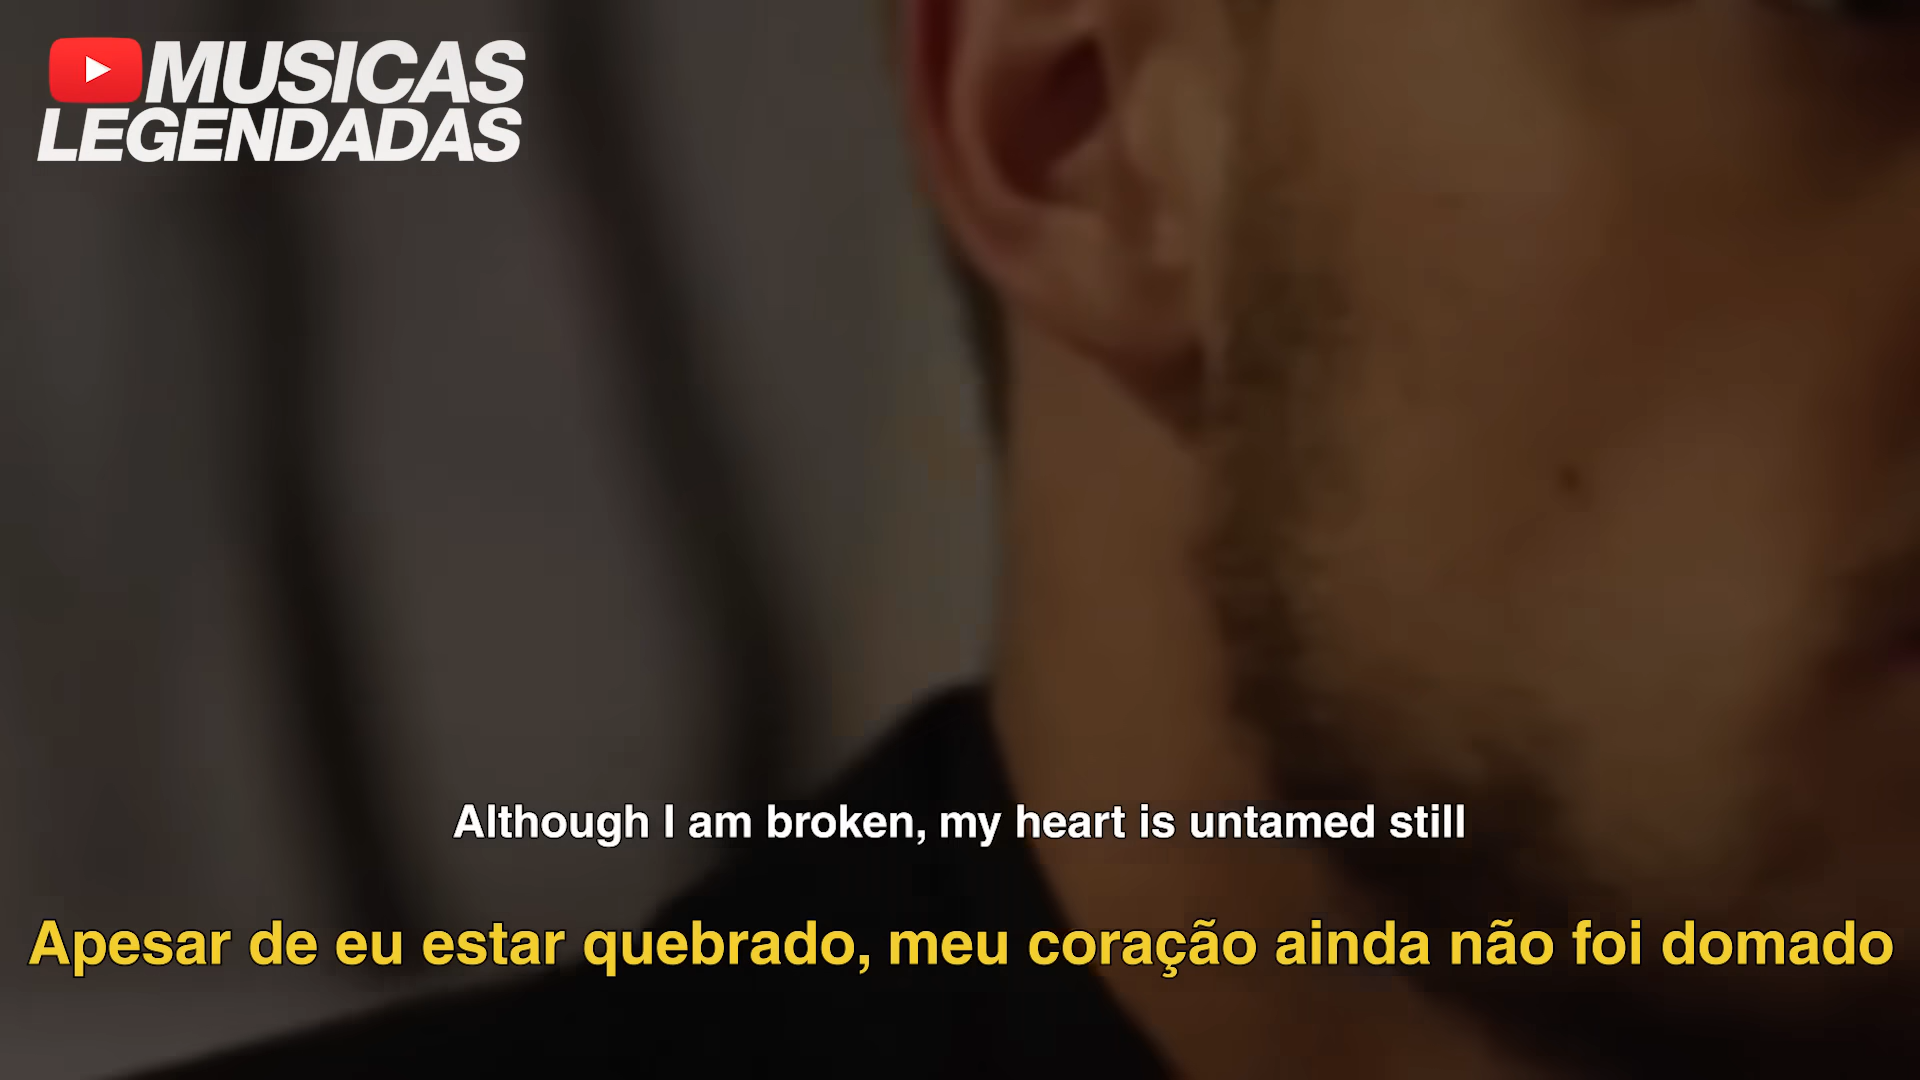 MUSICAS
LEGENDADAS
Although I am broken, my heart is untamed still
Apesar de eu estar quebrado, meu coração ainda não foi domado